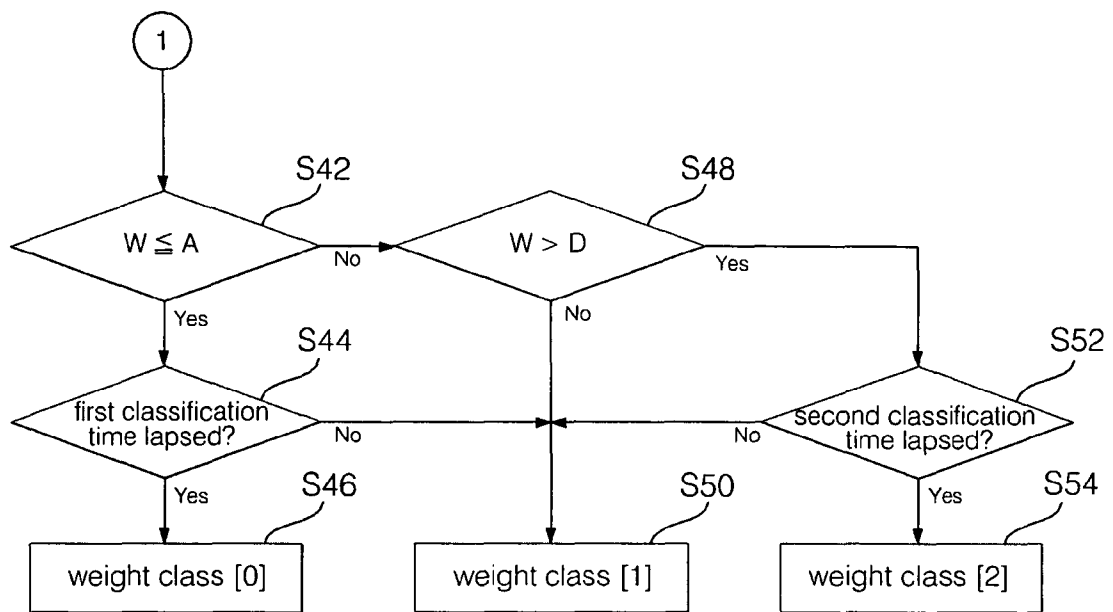 1
S42
S48
W ≦ A
No
W > D
Yes
Yes
No
S44
S52
first classification
time lapsed?
No
second classification
time lapsed?
No
Yes
S46
S50
Yes
S54
weight class [0]
weight class [1]
weight class [2]